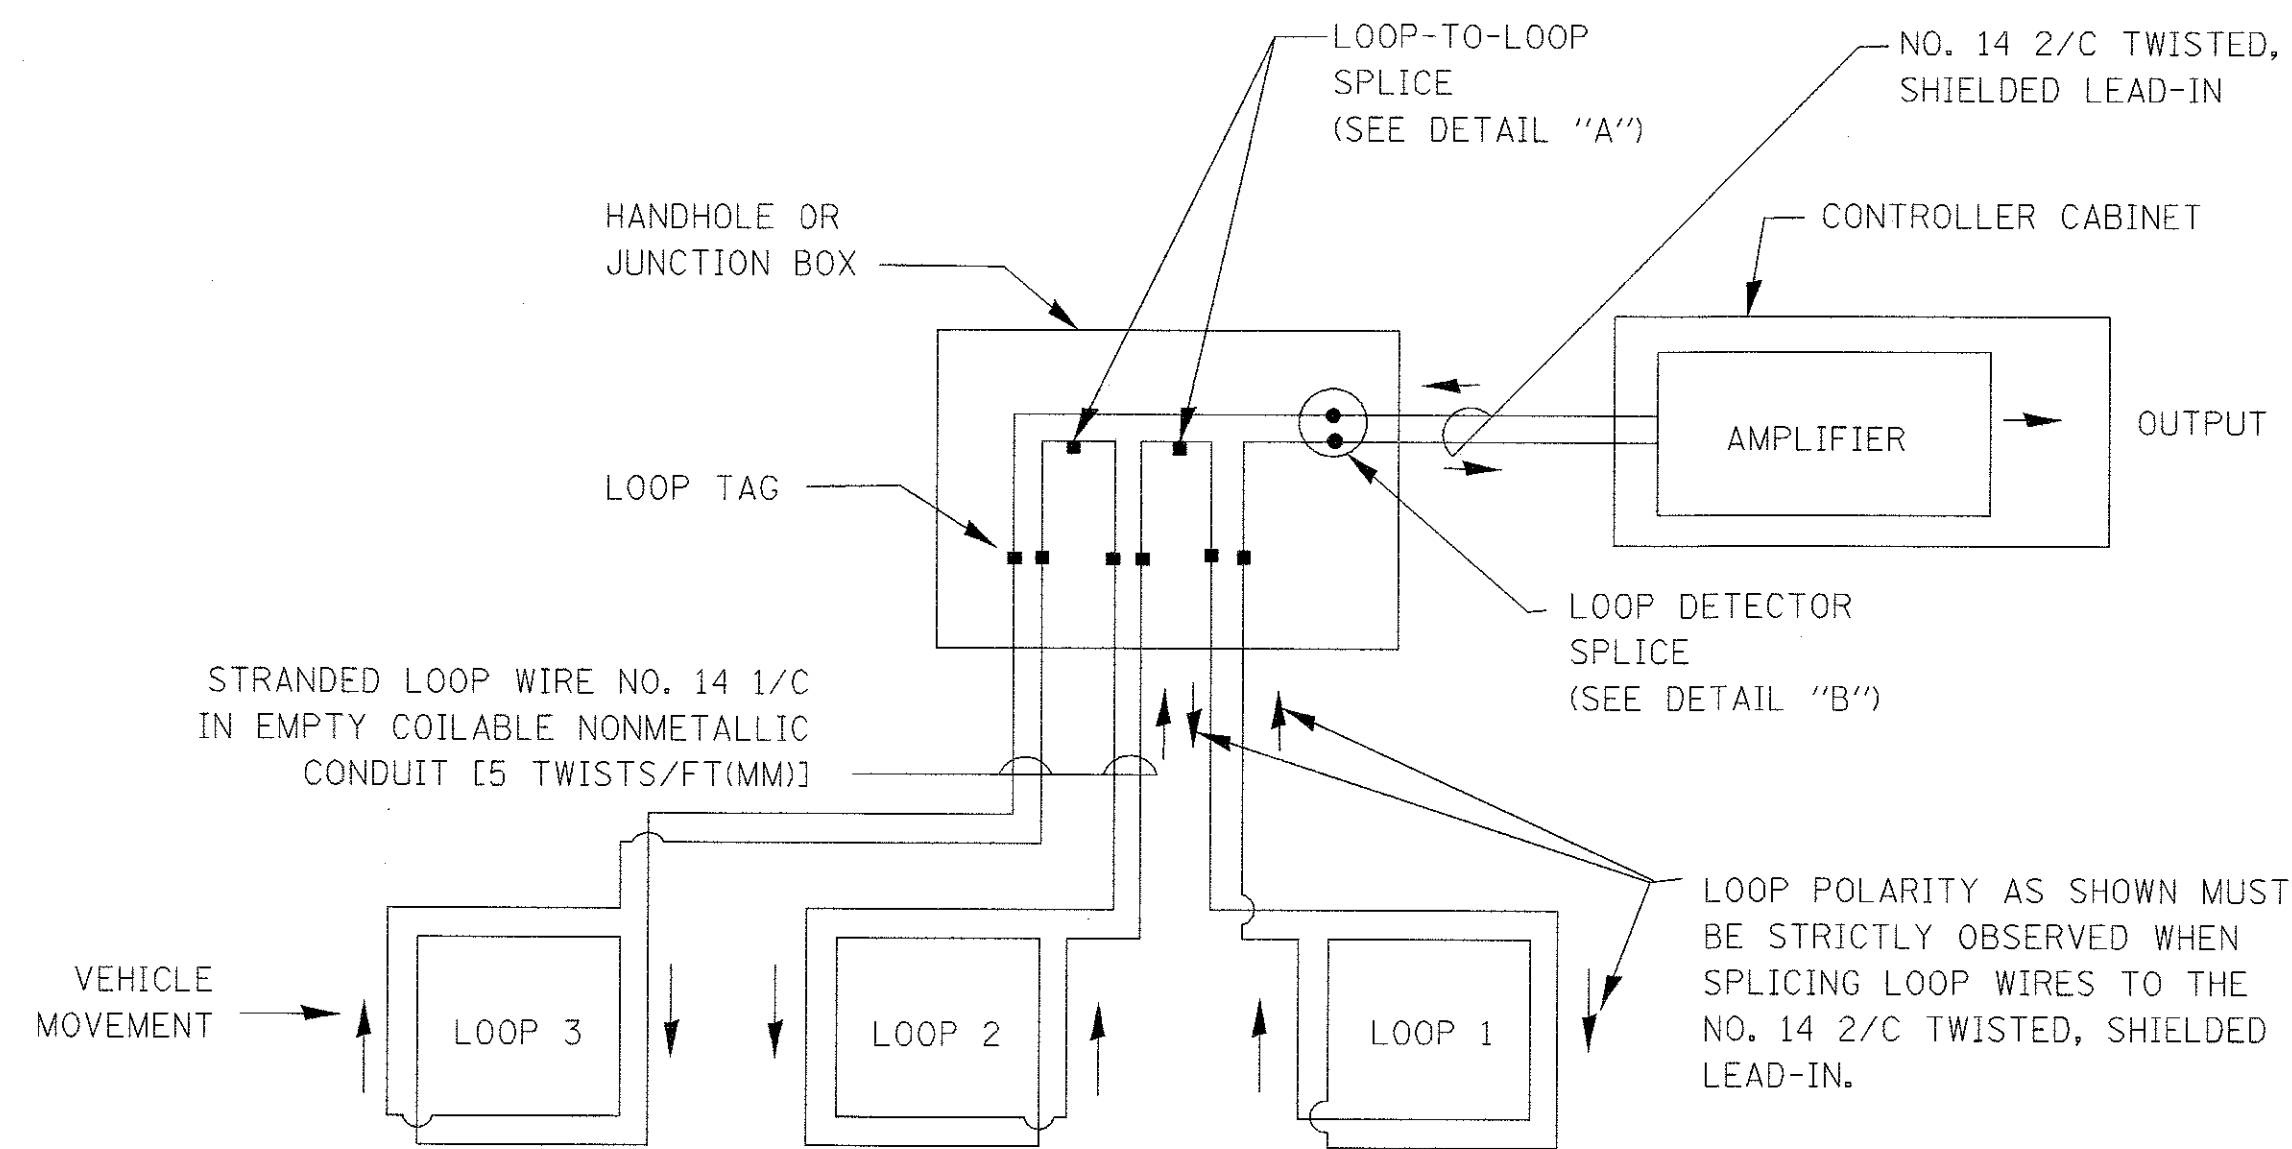 LOOP-TO-LOOP
SPLICE
(SEE DETAIL "A")
NO. 14 2/C TWISTED,
SHIELDED LEAD-IN
HANDHOLE OR
JUNCTION BOX
CONTROLLER CABINET
AMPLIFIER
OUTPUT
LOOP TAG
LOOP DETECTOR
SPLICE
(SEE DETAIL "B")
STRANDED LOOP WIRE NO. 14 1/C
IN EMPTY COILABLE NONMETALLIC
CONDUIT [5 TWISTS/FT(MM)]
LOOP POLARITY AS SHOWN MUST
BE STRICTLY OBSERVED WHEN
SPLICING LOOP WIRES TO THE
NO. 14 2/C TWISTED, SHIELDED
LEAD-IN.
VEHICLE
MOVEMENT
LOOP 3
LOOP 2
LOOP 1